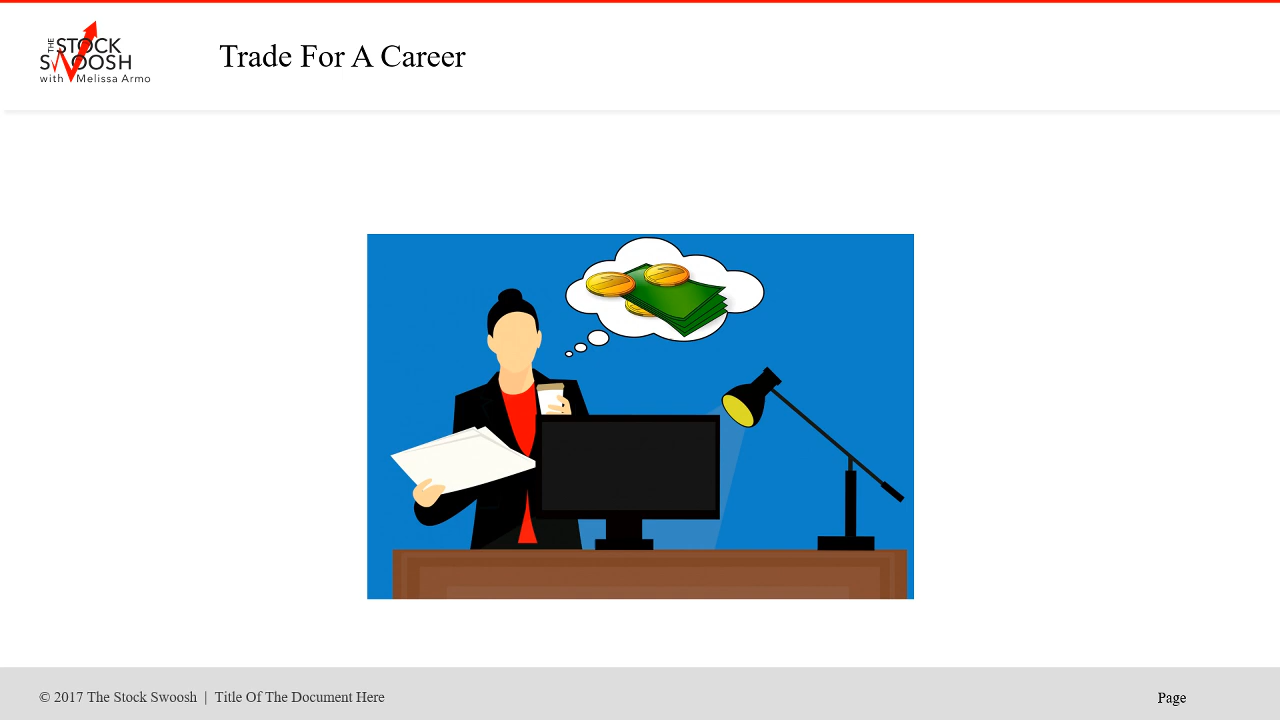 THE
STOCK
SWOOSH
with Melissa Armo
Trade For A Career
© 2017 The Stock Swoosh | Title Of The Document Here
Page